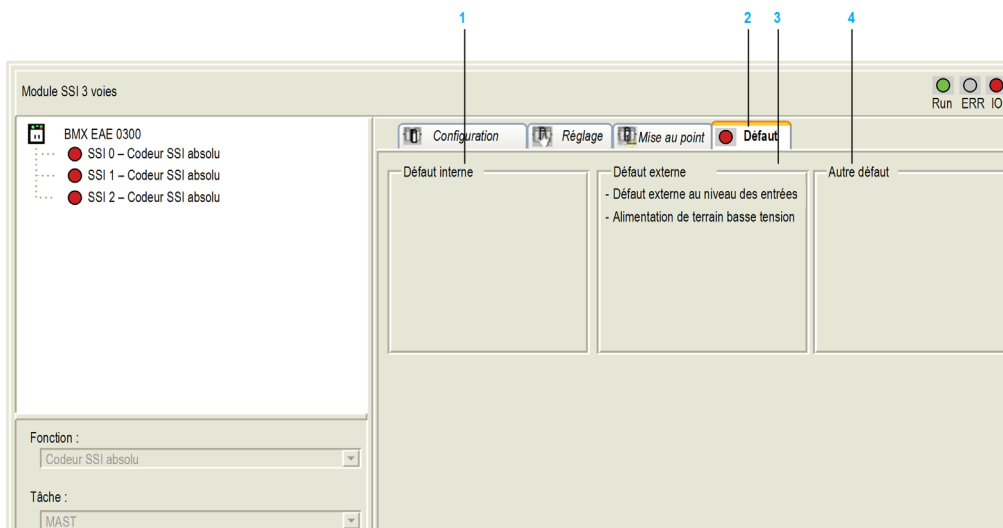 1 2 3 4
Module SSI 3 voies
Run ERR IO
BMX EAE 0300
SSI 0 – Codeur SSI absolu
SSI 1 – Codeur SSI absolu
SSI 2 – Codeur SSI absolu
Configuration Réglage Mise au point Défaut
Défaut interne
Défaut externe
- Défaut externe au niveau des entrées
- Alimentation de terrain basse tension
Autre défaut
Fonction :
Codeur SSI absolu
Tâche :
MAST